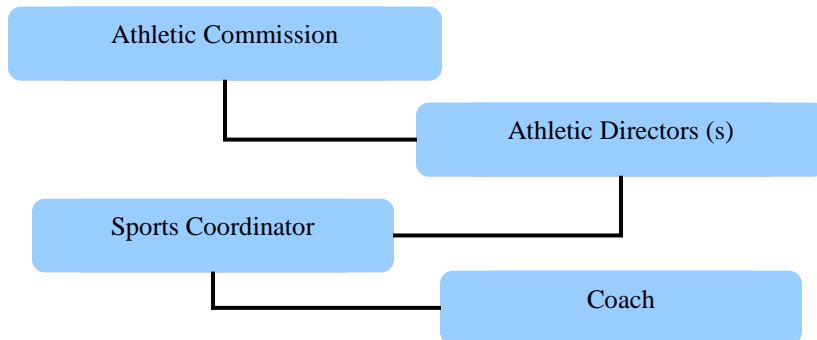 Athletic Commission
Athletic Directors (s)
Sports Coordinator
Coach